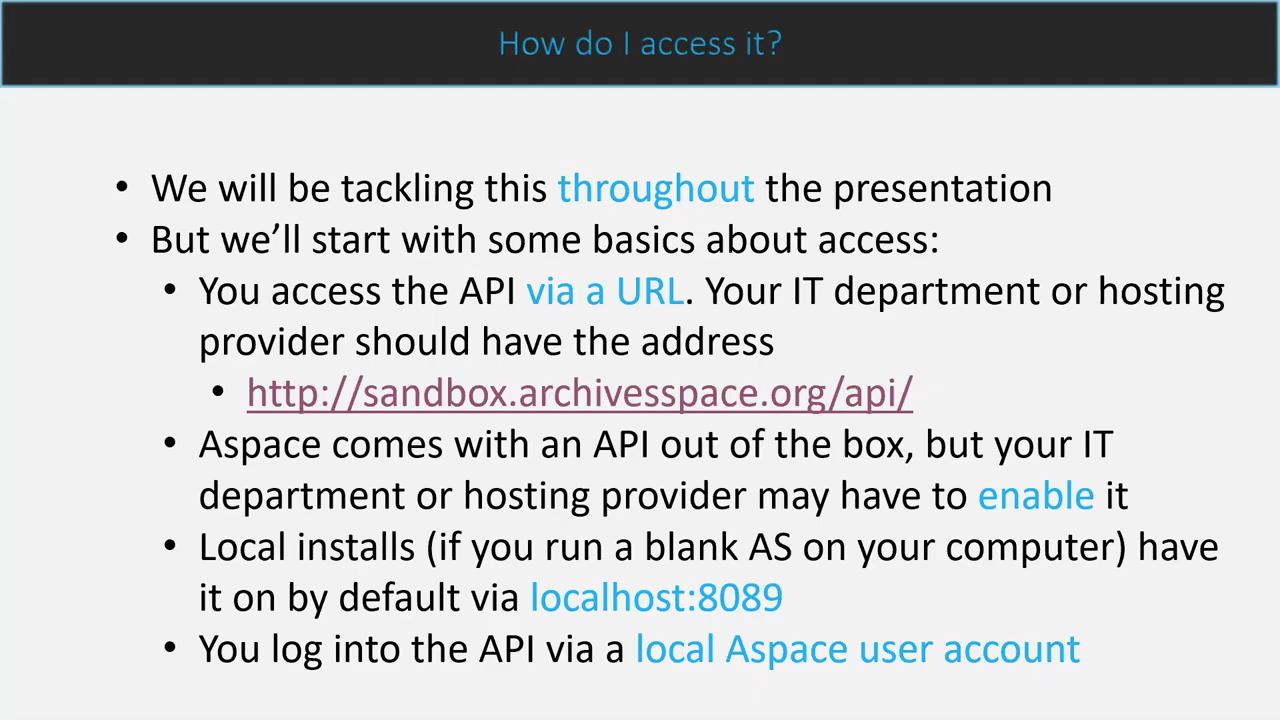 How do I access it?
• We will be tackling this throughout the presentation
• But we’ll start with some basics about access:
• You access the API via a URL. Your IT department or hosting
provider should have the address
• http://sandbox.archivesspace.org/api/
• Aspace comes with an API out of the box, but your IT
department or hosting provider may have to enable it
• Local installs (if you run a blank AS on your computer) have
it on by default via localhost:8089
• You log into the API via a local Aspace user account